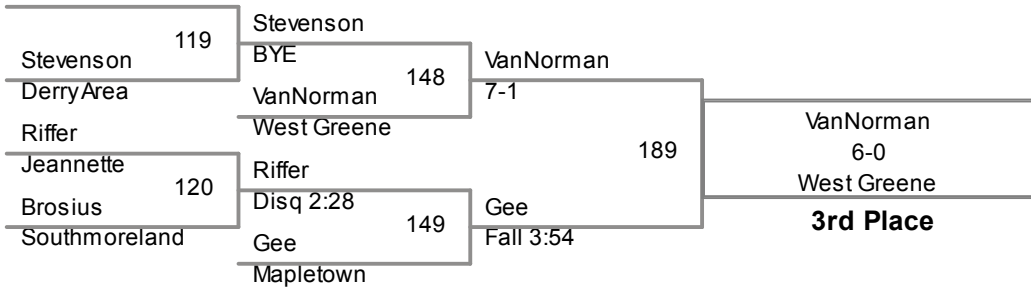 119
Stevenson
Derry Area
Riffer
Jeannette
120
Brosius
Southmoreland
Stevenson
BYE
148
VanNorman
West Greene
Riffer
Disq 2:28
149
Gee
Mapletown
VanNorman
7-1
189
Gee
Fall 3:54
VanNorman
6-0
West Greene
3rd Place